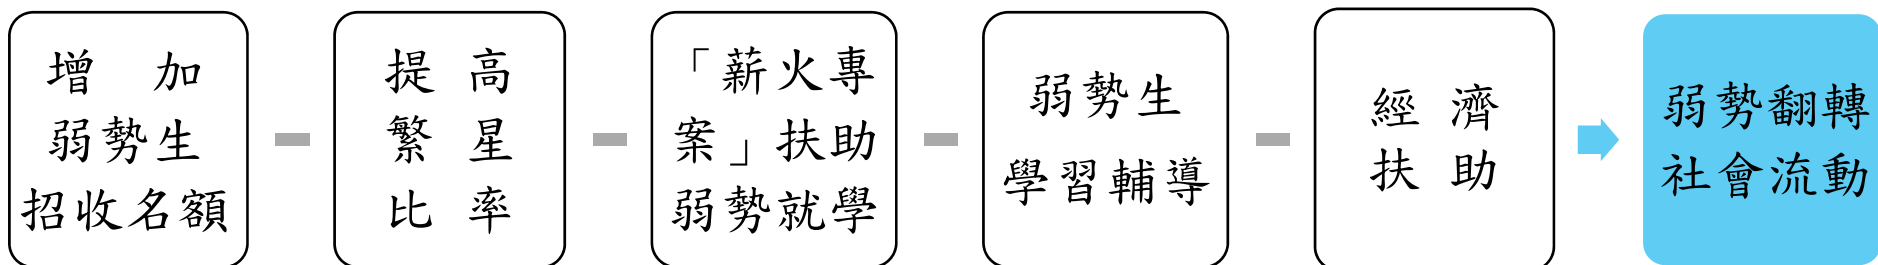 增加
弱勢生
招收名額
提高
繁星
比率
「薪火專
案」扶助
弱勢就學
弱勢生
學習輔導
經濟
扶助
弱勢翻轉
社會流動